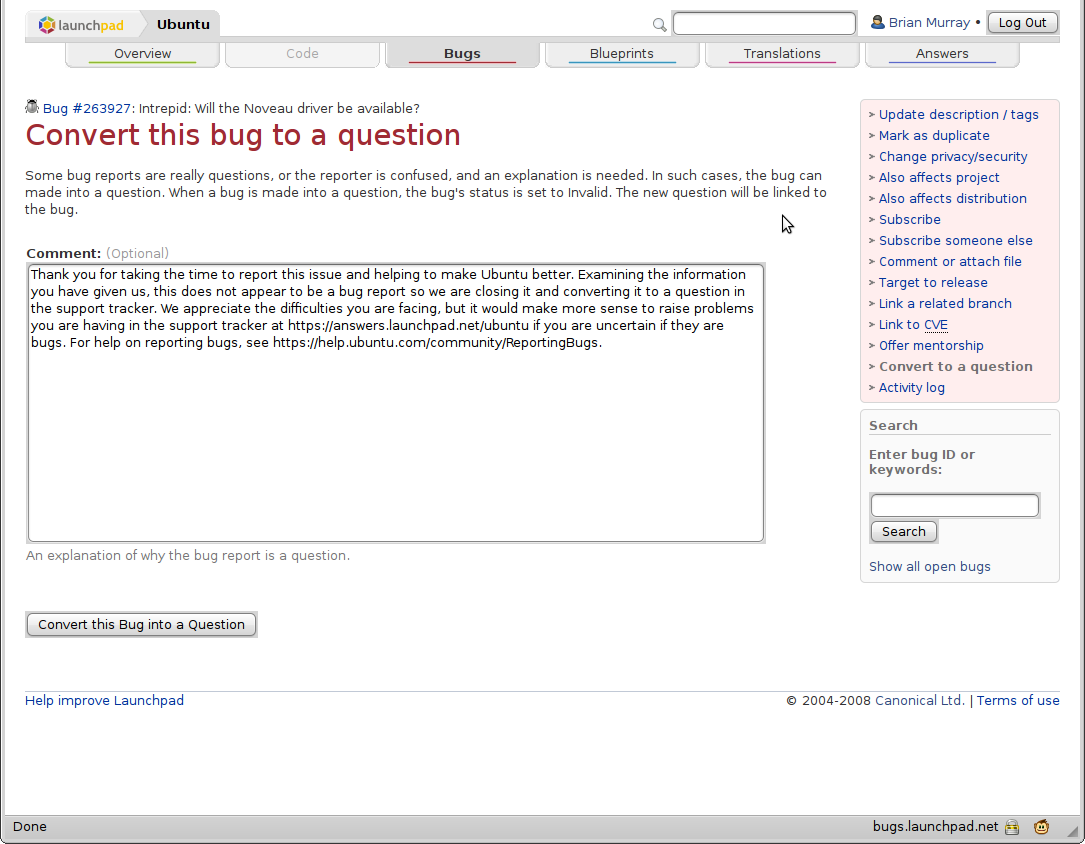 launchpad Ubuntu Brian Murray • Log Out
Overview Code Bugs Blueprints Translations Answers
Bug #263927: Intrepid: Will the Noveau driver be available?
Convert this bug to a question
Some bug reports are really questions, or the reporter is confused, and an explanation is needed. In such cases, the bug can
made into a question. When a bug is made into a question, the bug's status is set to Invalid. The new question will be linked to
the bug.
Comment: (Optional)
Thank you for taking the time to report this issue and helping to make Ubuntu better. Examining the information
you have given us, this does not appear to be a bug report so we are closing it and converting it to a question in
the support tracker. We appreciate the difficulties you are facing, but it would make more sense to raise problems
you are having in the support tracker at https://answers.launchpad.net/ubuntu if you are uncertain if they are
bugs. For help on reporting bugs, see https://help.ubuntu.com/community/ReportingBugs.
An explanation of why the bug report is a question.
Convert this Bug into a Question
Update description / tags
Mark as duplicate
Change privacy/security
Also affects project
Also affects distribution
Subscribe
Subscribe someone else
Comment or attach file
Target to release
Link a related branch
Link to CVE
Offer mentorship
Convert to a question
Activity log
Search
Enter bug ID or
keywords:
Search
Show all open bugs
Help improve Launchpad © 2004-2008 Canonical Ltd. | Terms of use
Done bugs.launchpad.net